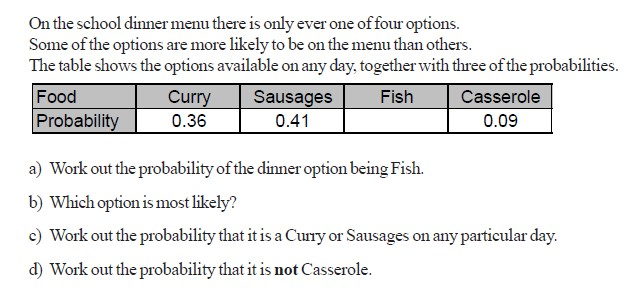 On the school dinner menu there is only ever one of four options.
Some of the options are more likely to be on the menu than others.
The table shows the options available on any day, together with three of the probabilities.
Food Curry Sausages Fish Casserole
Probability 0.36 0.41 0.09
a) Work out the probability of the dinner option being Fish.
b) Which option is most likely?
c) Work out the probability that it is a Curry or Sausages on any particular day.
d) Work out the probability that it is not Casserole.